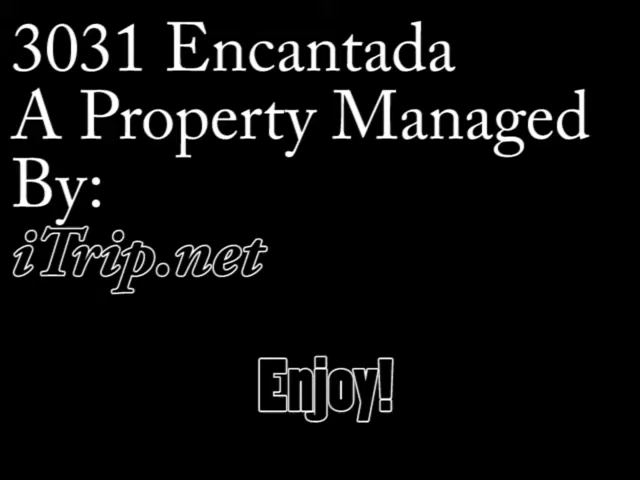 3031 Encantada
A Property Managed
By:
iTrip.net
Enjoy!